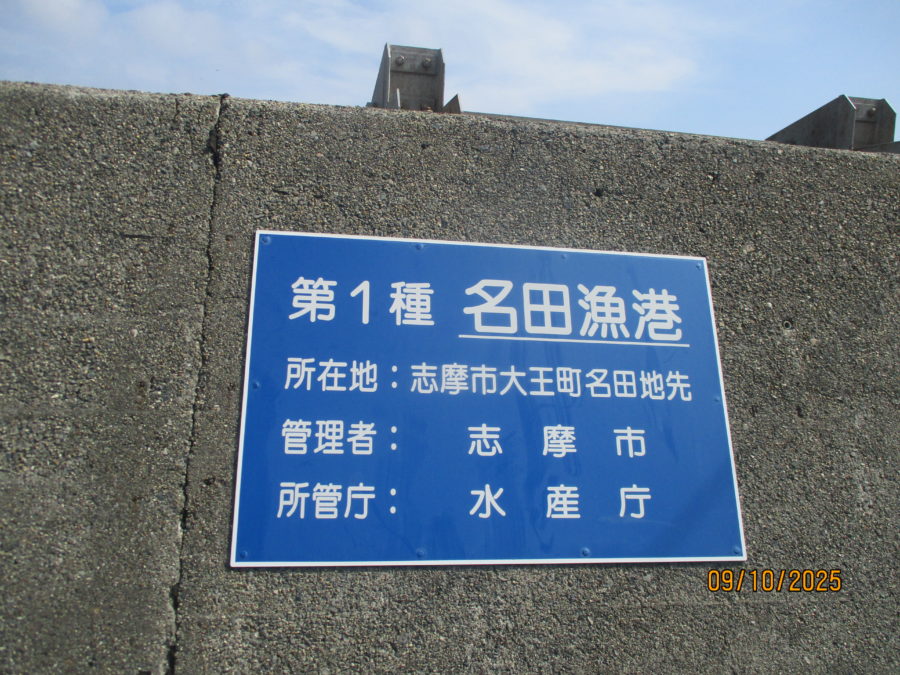 第1種 名田漁港
所在地：志摩市大王町名田地先
管理者： 志摩市
所管庁： 水産庁
09/10/2025